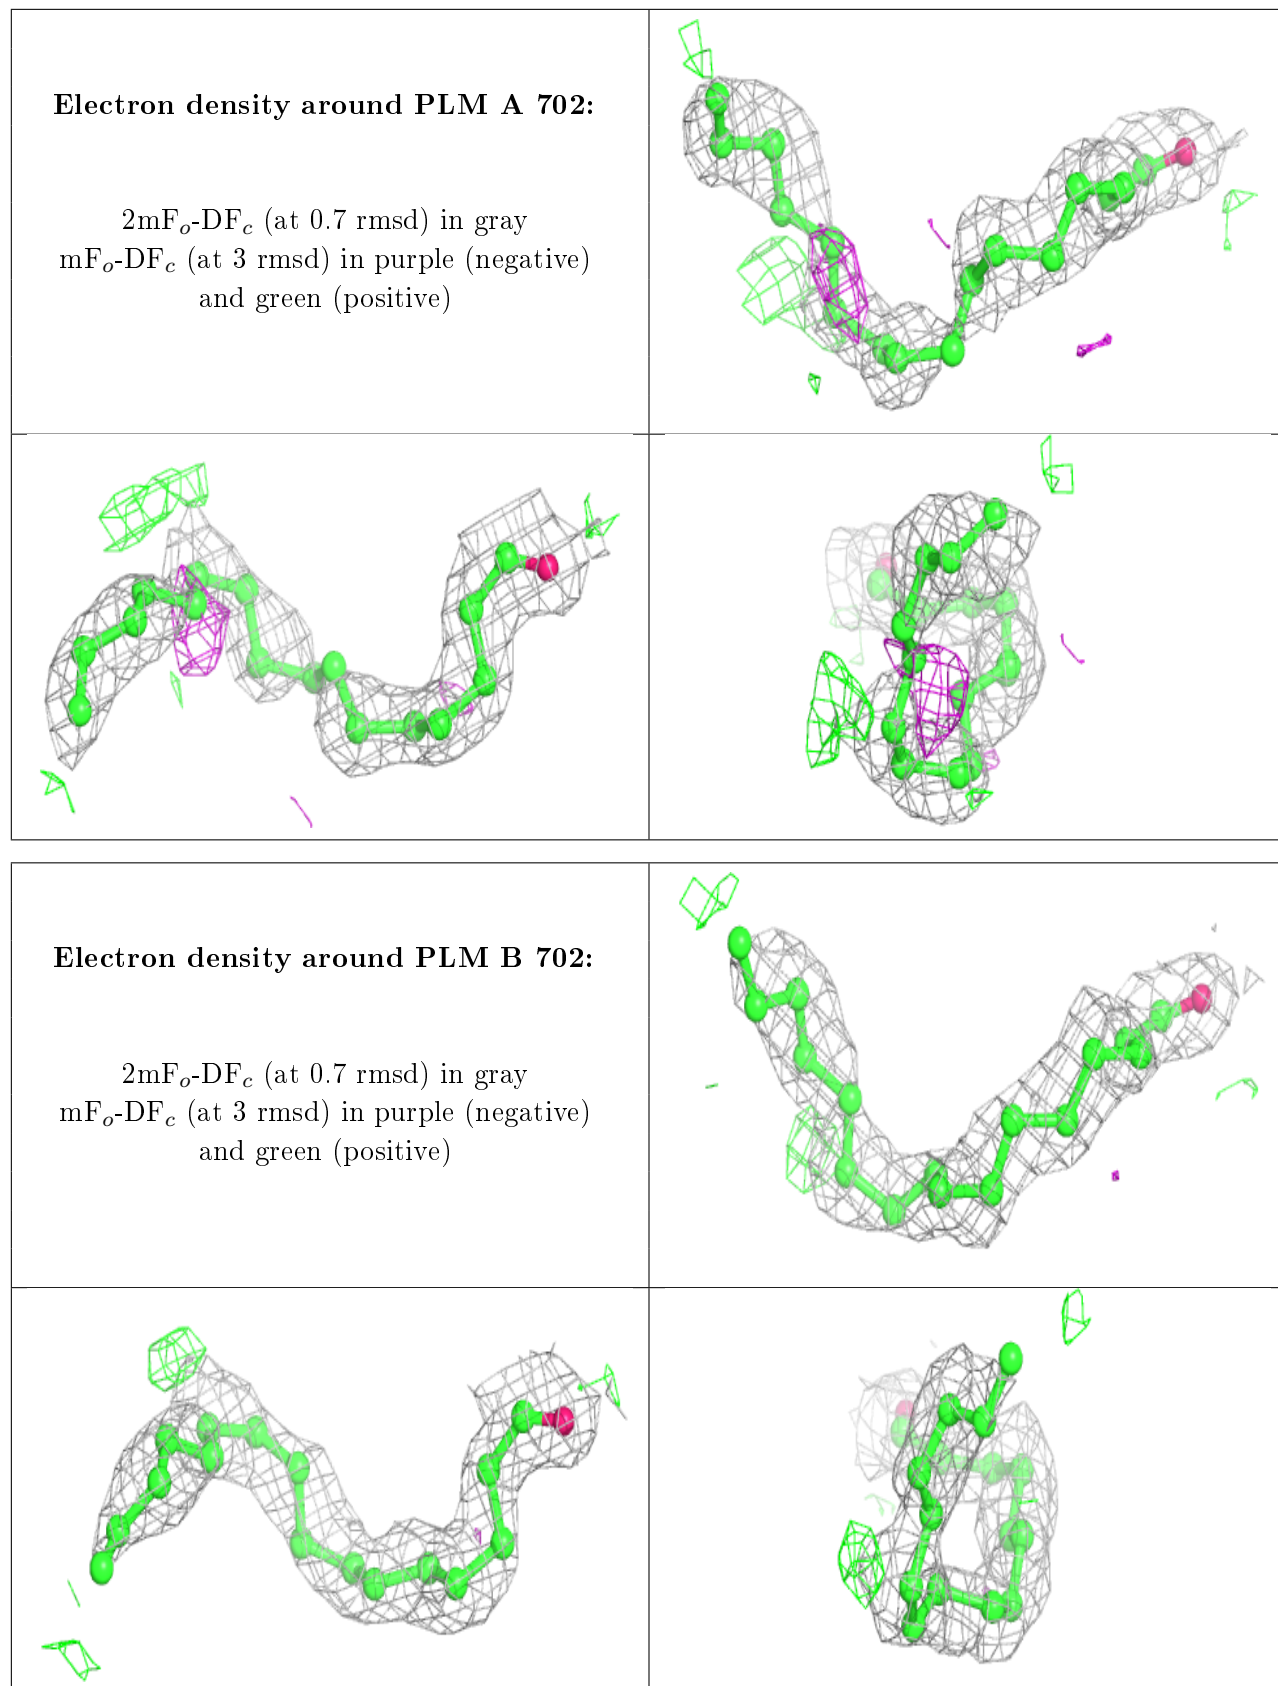 Electron density around PLM A 702:
2mFₒ-DF𝒸 (at 0.7 rmsd) in gray
mFₒ-DF𝒸 (at 3 rmsd) in purple (negative)
and green (positive)
Electron density around PLM B 702:
2mFₒ-DF𝒸 (at 0.7 rmsd) in gray
mFₒ-DF𝒸 (at 3 rmsd) in purple (negative)
and green (positive)